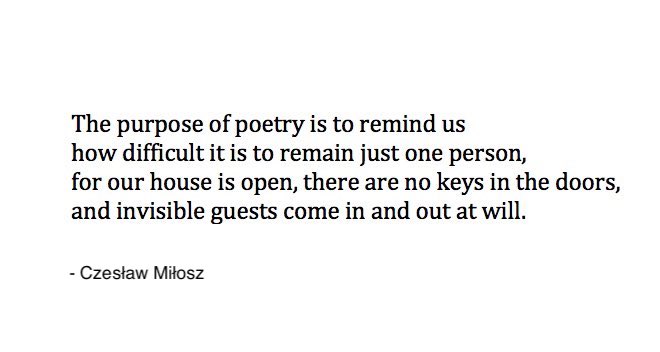 The purpose of poetry is to remind us
how difficult it is to remain just one person,
for our house is open, there are no keys in the doors,
and invisible guests come in and out at will.
- Czesław Miłosz